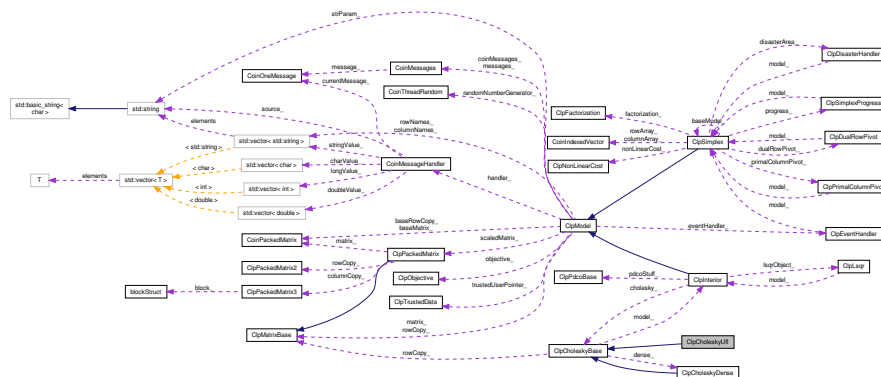 strParam_
disasterArea_
ClpDisasterHandler
model_
coinMessages_
messages_
message_
CoinMessages
CoinOneMessage
currentMessage_
CoinThreadRandom
randomNumberGenerator_
model_
progress_
ClpSimplexProgress
std::basic_string<
char >
std::string
source_
elements
ClpFactorization
factorization_
baseModel_
rowNames_
columnNames_
rowArray_
columnArray_
CoinIndexedVector
nonLinearCost_
ClpNonLinearCost
ClpSimplex
model_
ClpDualRowPivot
dualRowPivot_
std::vector< std::string >
stringValue_
< std::string >
CoinMessageHandler
charValue_
longValue_
std::vector< char >
< char >
primalColumnPivot_
model_
ClpPrimalColumnPivot
T
elements
std::vector< T >
< int >
std::vector< int >
doubleValue_
< double >
std::vector< double >
handler_
model_
baseRowCopy_
baseMatrix_
CoinPackedMatrix
ClpModel
eventHandler_
ClpEventHandler
matrix_
ClpPackedMatrix
scaledMatrix_
rowCopy_
ClpPackedMatrix2
columnCopy_
objective_
ClpObjective
lsqrObject_
ClpLsqr
model_
pdcoStuff_
ClpPdcoBase
ClpInterior
blockStruct
block_
ClpPackedMatrix3
trustedUserPointer_
ClpTrustedData
cholesky_
model_
matrix_
rowCopy_
ClpMatrixBase
rowCopy_
ClpCholeskyBase
ClpCholeskyUfl
dense_
ClpCholeskyDense